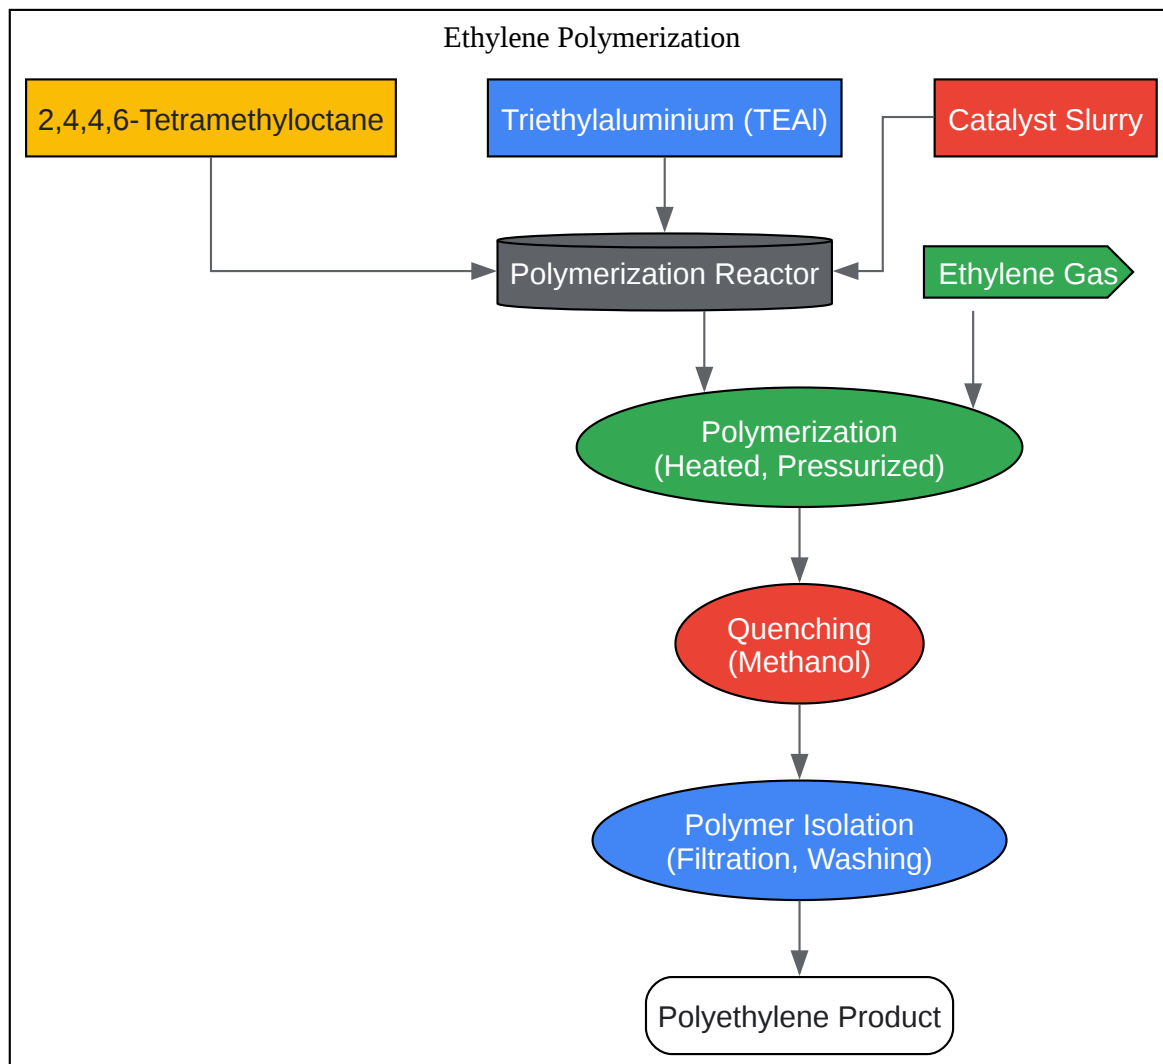 Ethylene Polymerization
2,4,4,6-Tetramethyloctane
Triethylaluminium (TEAl)
Catalyst Slurry
Polymerization Reactor
Ethylene Gas
Polymerization
(Heated, Pressurized)
Quenching
(Methanol)
Polymer Isolation
(Filtration, Washing)
Polyethylene Product